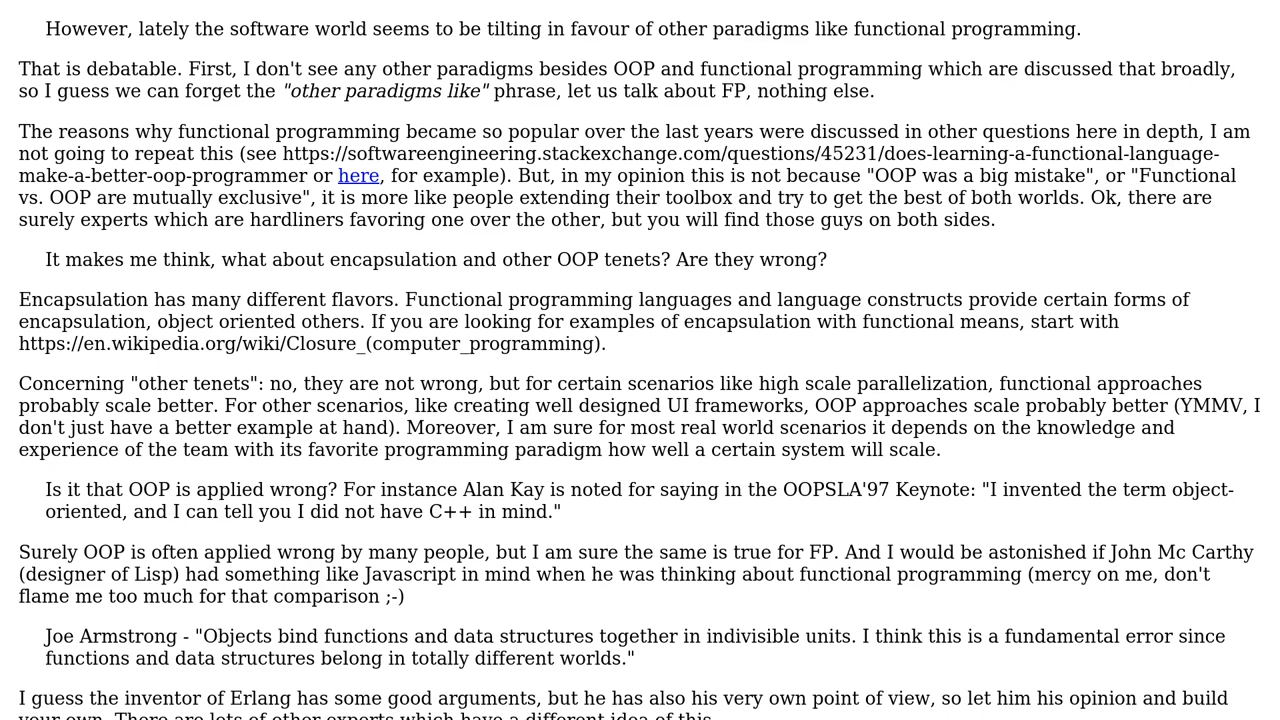 However, lately the software world seems to be tilting in favour of other paradigms like functional programming.
That is debatable. First, I don't see any other paradigms besides OOP and functional programming which are discussed that broadly,
so I guess we can forget the "other paradigms like" phrase, let us talk about FP, nothing else.
The reasons why functional programming became so popular over the last years were discussed in other questions here in depth, I am
not going to repeat this (see https://softwareengineering.stackexchange.com/questions/45231/does-learning-a-functional-language-
make-a-better-oop-programmer or here, for example). But, in my opinion this is not because "OOP was a big mistake", or "Functional
vs. OOP are mutually exclusive", it is more like people extending their toolbox and try to get the best of both worlds. Ok, there are
surely experts which are hardliners favoring one over the other, but you will find those guys on both sides.
It makes me think, what about encapsulation and other OOP tenets? Are they wrong?
Encapsulation has many different flavors. Functional programming languages and language constructs provide certain forms of
encapsulation, object oriented others. If you are looking for examples of encapsulation with functional means, start with
https://en.wikipedia.org/wiki/Closure_(computer_programming).
Concerning "other tenets": no, they are not wrong, but for certain scenarios like high scale parallelization, functional approaches
probably scale better. For other scenarios, like creating well designed UI frameworks, OOP approaches scale probably better (YMMV, I
don't just have a better example at hand). Moreover, I am sure for most real world scenarios it depends on the knowledge and
experience of the team with its favorite programming paradigm how well a certain system will scale.
Is it that OOP is applied wrong? For instance Alan Kay is noted for saying in the OOPSLA'97 Keynote: "I invented the term object-
oriented, and I can tell you I did not have C++ in mind."
Surely OOP is often applied wrong by many people, but I am sure the same is true for FP. And I would be astonished if John Mc Carthy
(designer of Lisp) had something like Javascript in mind when he was thinking about functional programming (mercy on me, don't
flame me too much for that comparison ;-)
Joe Armstrong - "Objects bind functions and data structures together in indivisible units. I think this is a fundamental error since
functions and data structures belong in totally different worlds."
I guess the inventor of Erlang has some good arguments, but he has also his very own point of view, so let him his opinion and build
your own. There are lots of other experts which have a different idea of this.